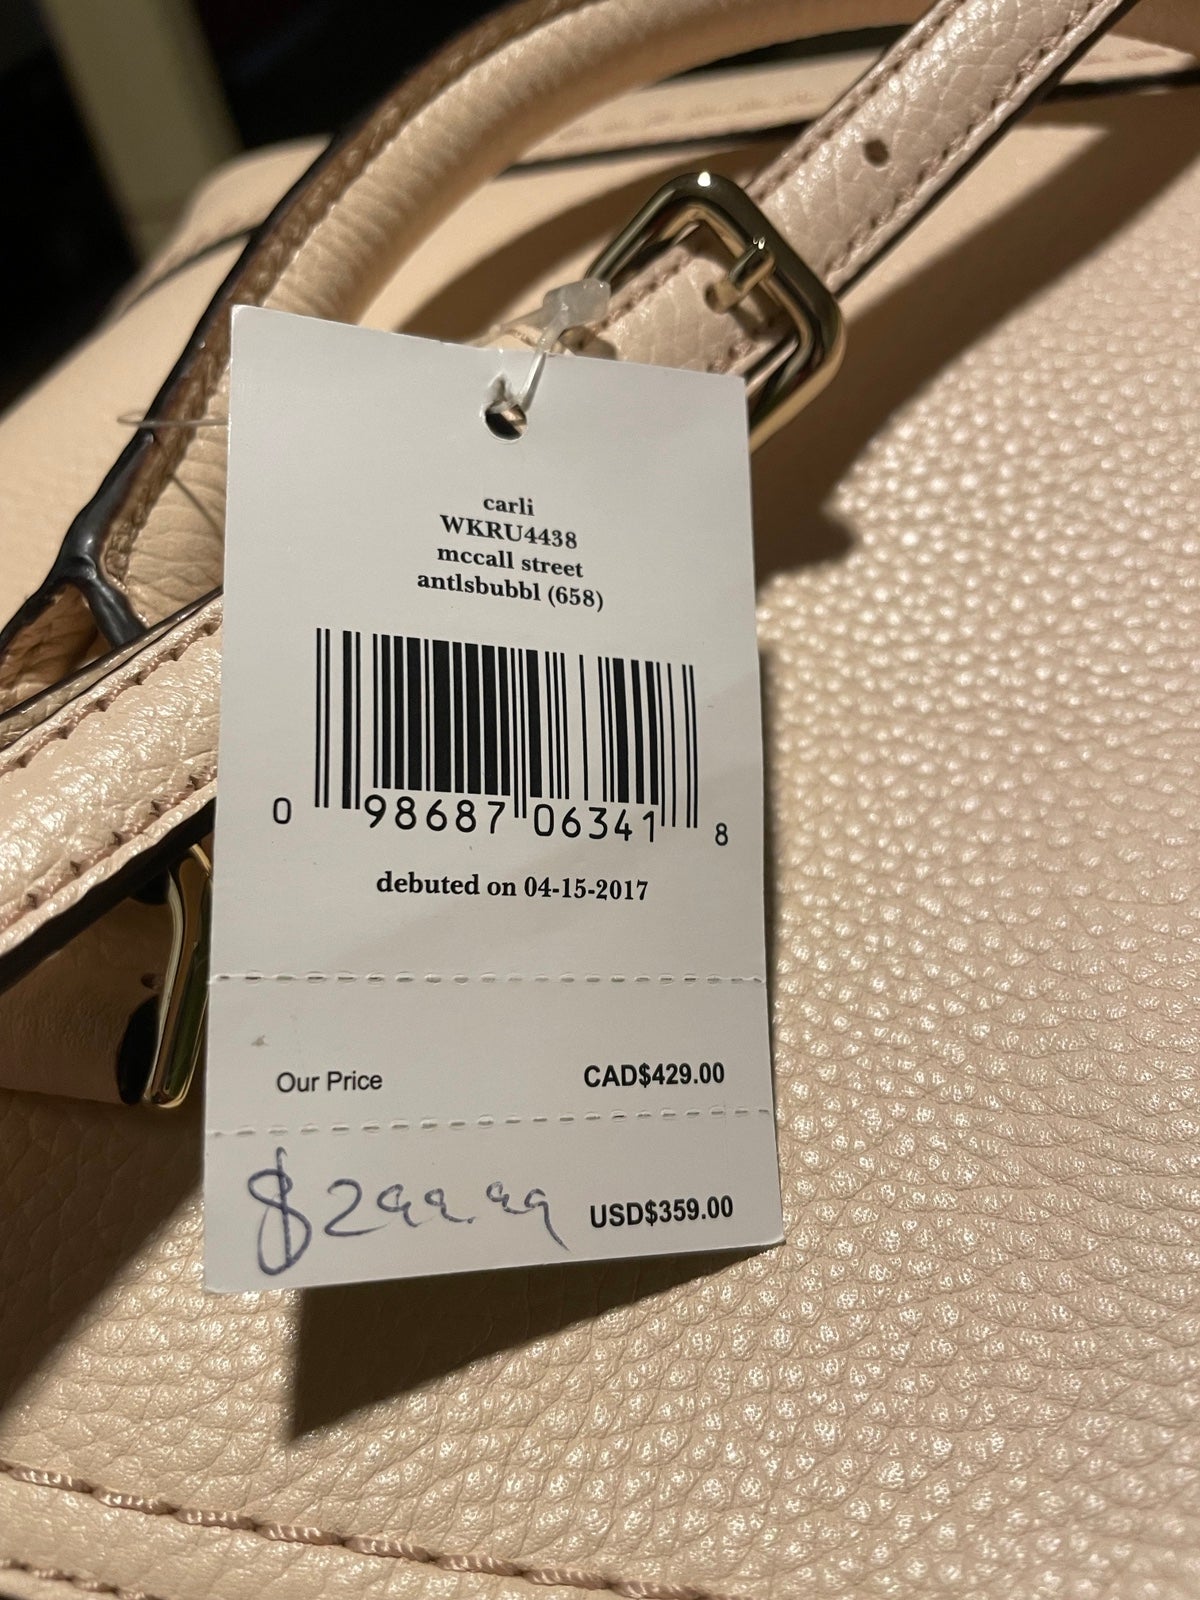 carli
WKRU4438
mccall street
antlsbubbl (658)
0 98687 06341 8
debuted on 04-15-2017
Our Price CAD$429.00
$299.99 USD$359.00